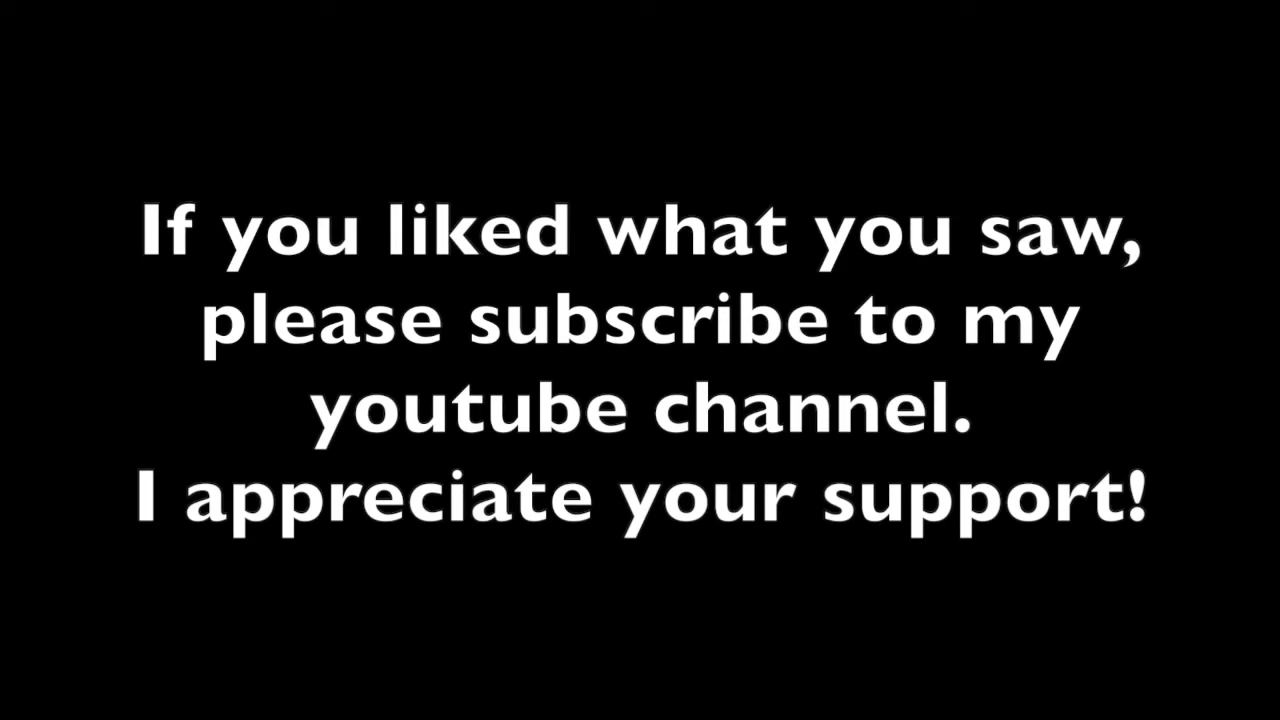 If you liked what you saw,
please subscribe to my
youtube channel.
I appreciate your support!